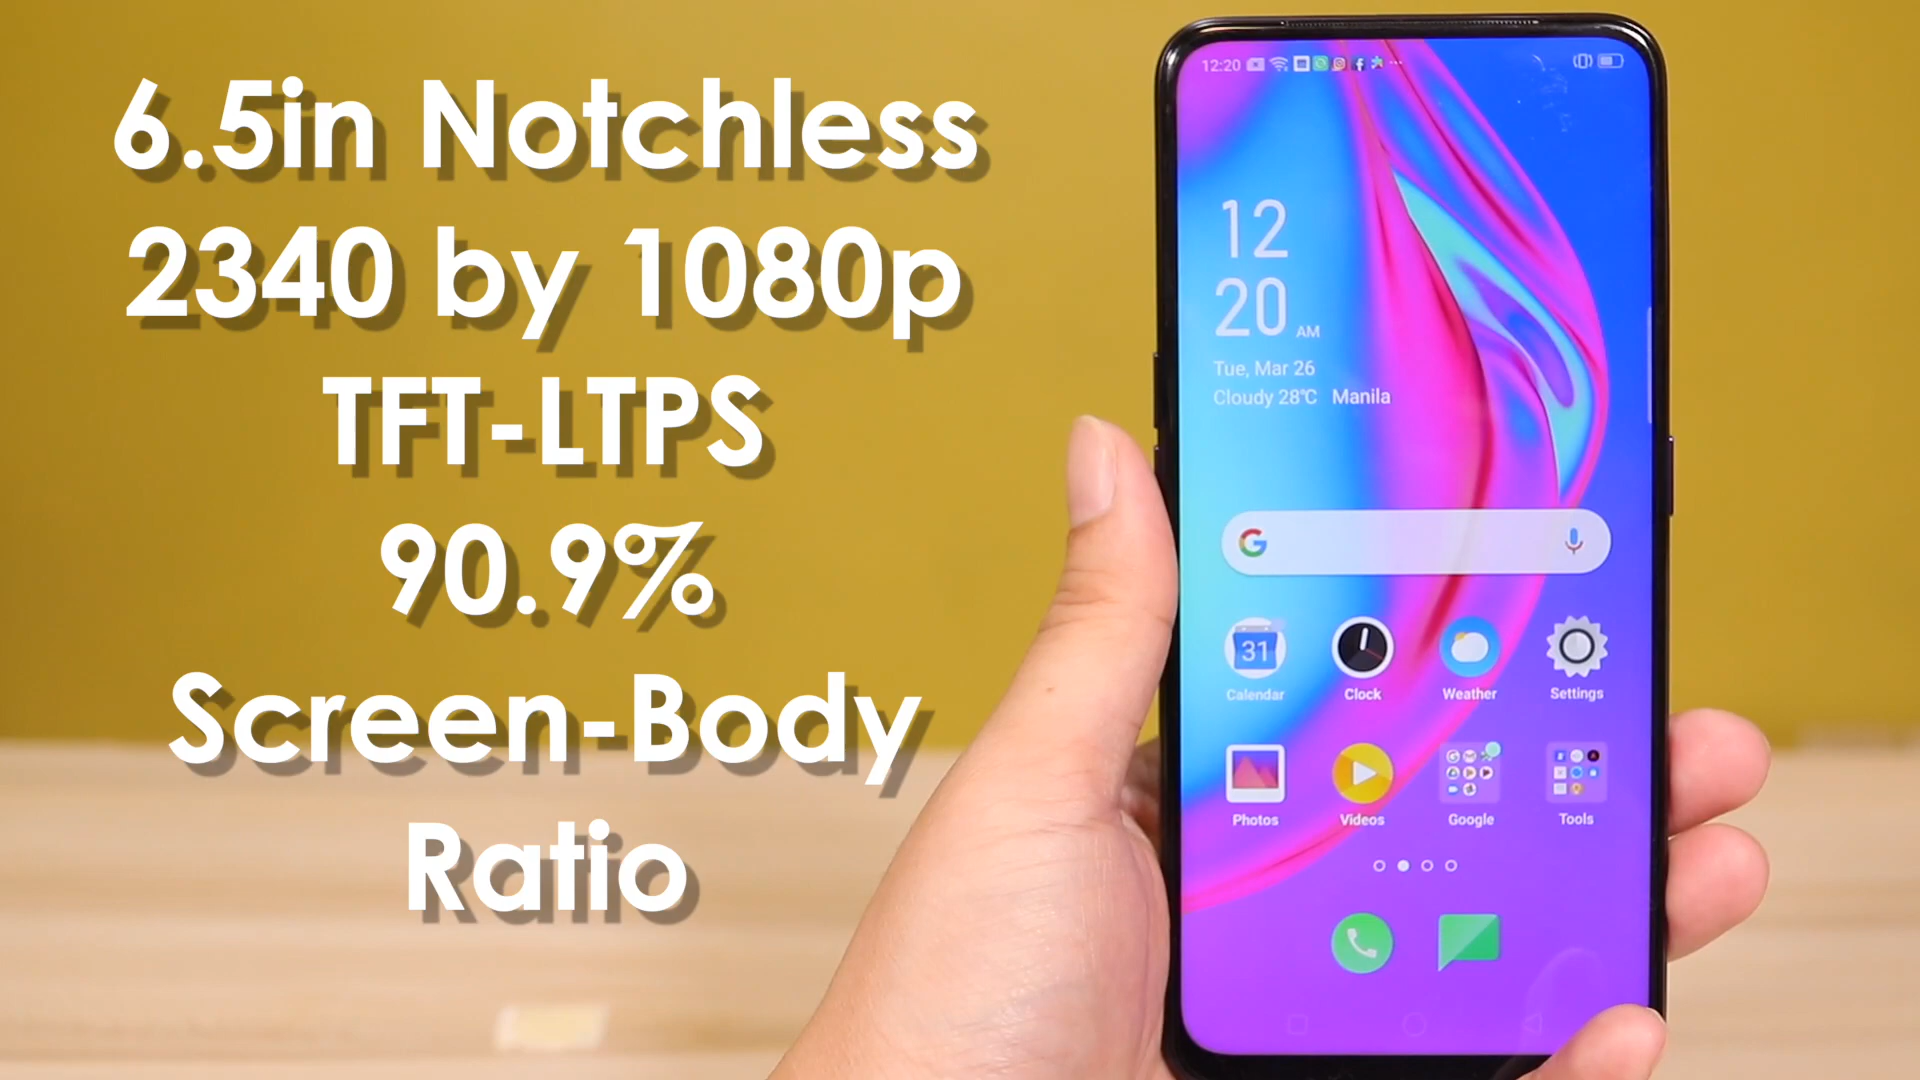 6.5in Notchless
2340 by 1080p
TFT-LTPS
90.9%
Screen-Body
Ratio
12:20
12
20 AM
Tue, Mar 26
Cloudy 28°C Manila
G
31
Calendar Clock Weather Settings
Photos Videos Google Tools